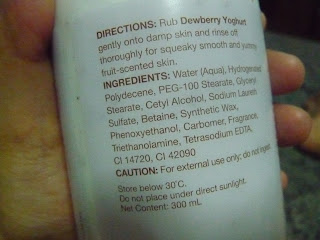 DIRECTIONS: Rub Dewberry Yoghurt
gently onto damp skin and rinse off
thoroughly for squeaky smooth and yummy
fruit-scented skin.
INGREDIENTS: Water (Aqua), Hydrogenated
Polydecene, PEG-100 Stearate, Glyceryl
Stearate, Cetyl Alcohol, Sodium Laureth
Sulfate, Betaine, Synthetic Wax,
Phenoxyethanol, Carbomer, Fragrance,
Triethanolamine, Tetrasodium EDTA,
CI 14720, CI 42090
CAUTION: For external use only; do not ingest.
Store below 30°C.
Do not place under direct sunlight.
Net Content: 300 mL